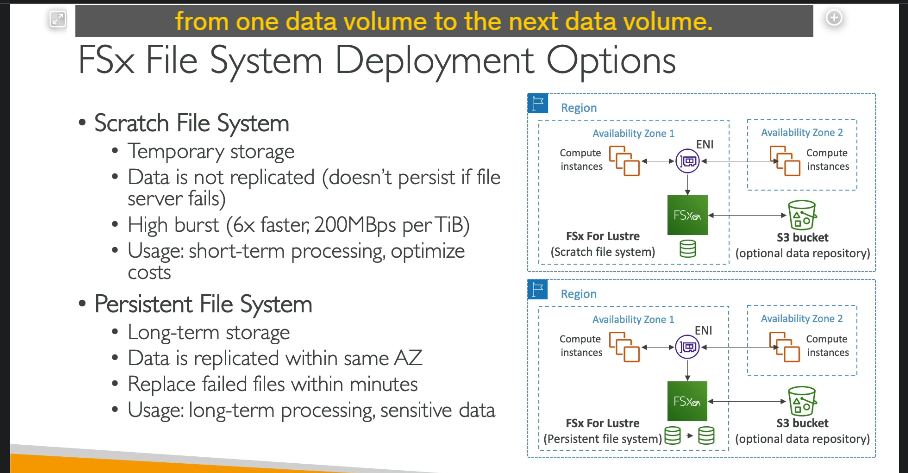 from one data volume to the next data volume.
FSx File System Deployment Options
• Scratch File System
• Temporary storage
• Data is not replicated (doesn't persist if file
server fails)
• High burst (6x faster, 200MBps per TiB)
• Usage: short-term processing, optimize
costs
• Persistent File System
• Long-term storage
• Data is replicated within same AZ
• Replace failed files within minutes
• Usage: long-term processing, sensitive data
Region
Availability Zone 1
Availability Zone 2
Compute
instances
ENI
Compute
instances
FSx
FSx For Lustre
(Scratch file system)
S3 bucket
(optional data repository)
Region
Availability Zone 1
Availability Zone 2
Compute
instances
ENI
Compute
instances
FSx
FSx For Lustre
(Persistent file system)
S3 bucket
(optional data repository)